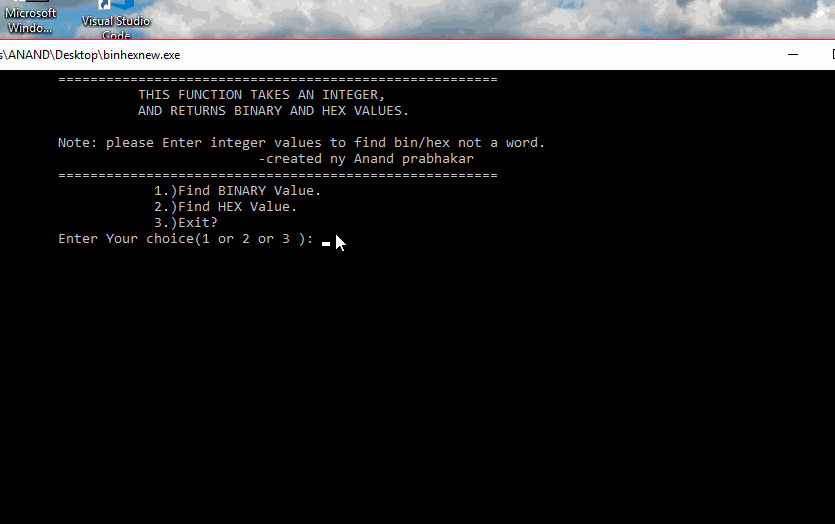 Microsoft
Windo...
Visual Studio
Code
s\ANAND\Desktop\binhexnew.exe
=======================================================
THIS FUNCTION TAKES AN INTEGER,
AND RETURNS BINARY AND HEX VALUES.
Note: please Enter integer values to find bin/hex not a word.
-created ny Anand prabhakar
=======================================================
1.)Find BINARY Value.
2.)Find HEX Value.
3.)Exit?
Enter Your choice(1 or 2 or 3 ):